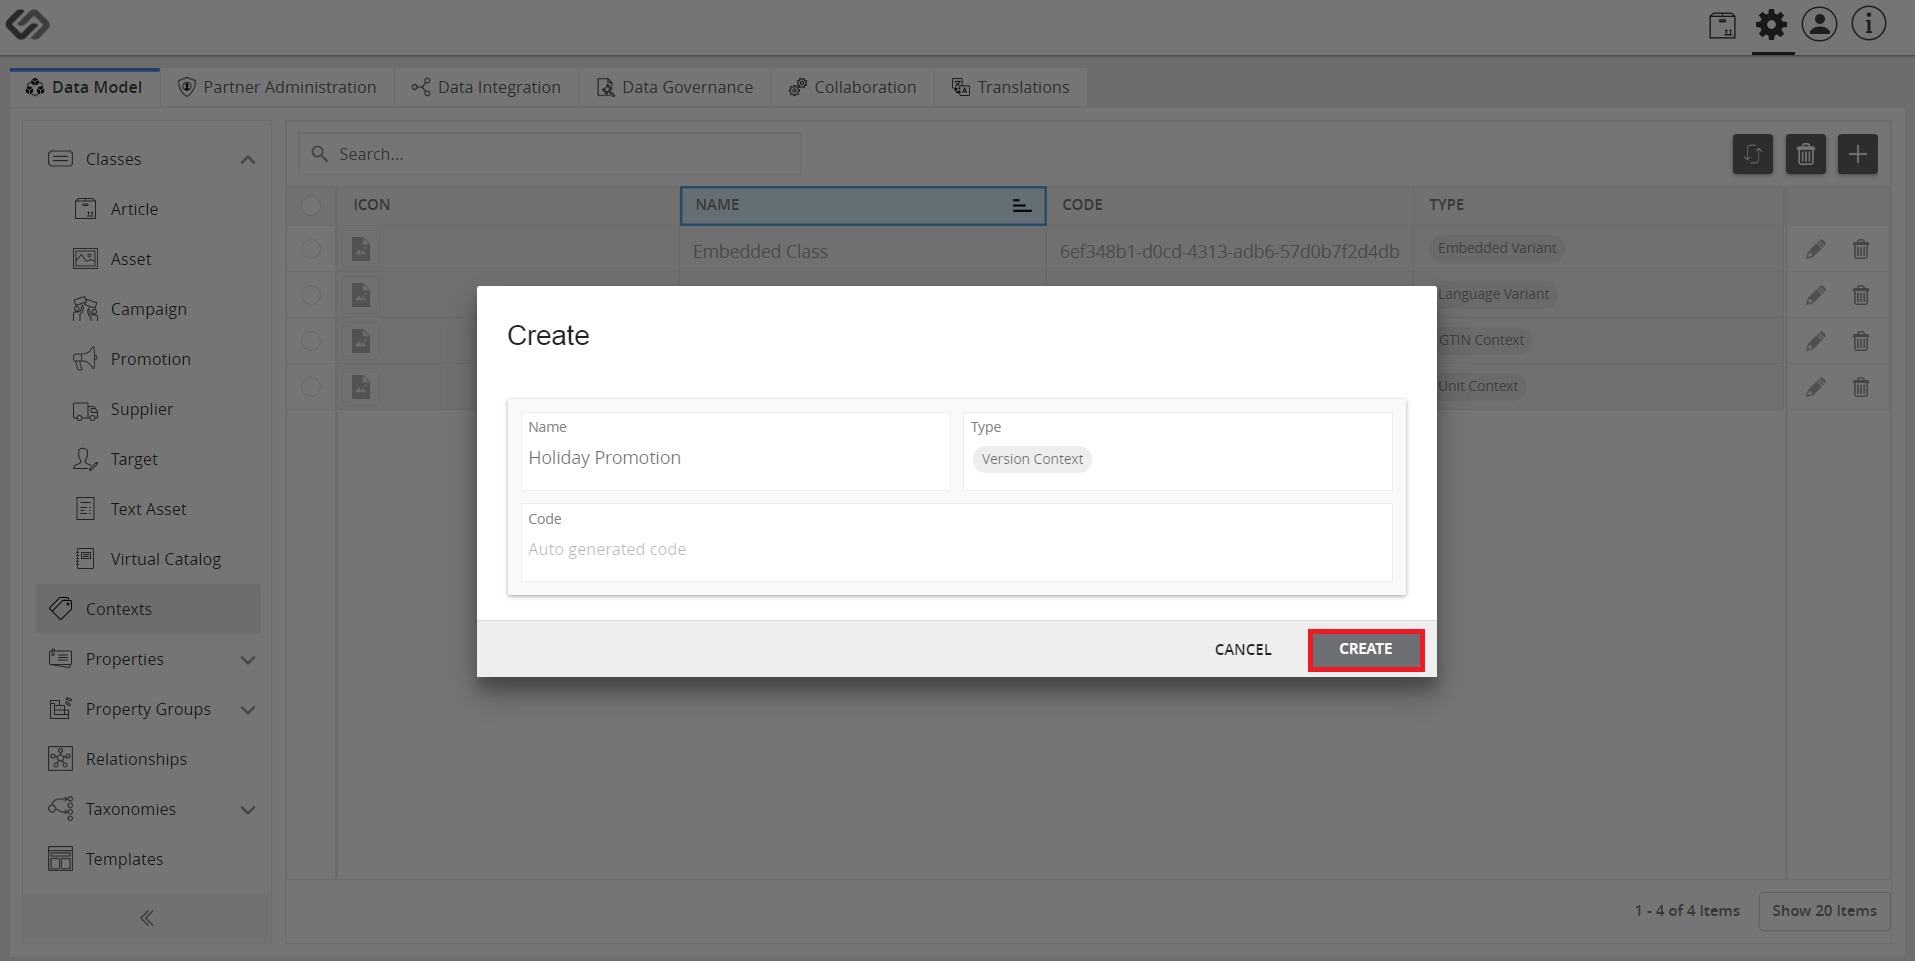 Data Model
Partner Administration
Data Integration
Data Governance
Collaboration
Translations
Classes
Article
Asset
Campaign
Promotion
Supplier
Target
Text Asset
Virtual Catalog
Contexts
Properties
Property Groups
Relationships
Taxonomies
Templates
Search...
ICON NAME CODE TYPE
Embedded Class 6ef348b1-d0cd-4313-adb6-57d0b7f2d4db Embedded Variant
Language Variant
GTIN Context
Unit Context
Create
Name
Holiday Promotion
Type
Version Context
Code
Auto generated code
CANCEL CREATE
1 - 4 of 4 Items Show 20 Items